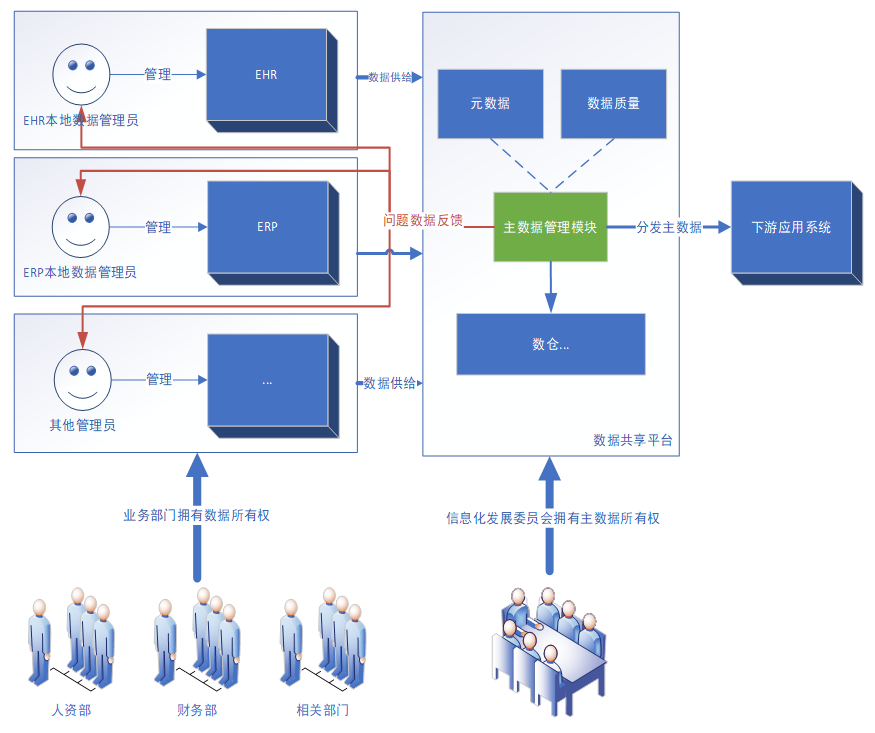 管理
EHR
EHR本地数据管理员
数据供给
元数据
数据质量
管理
ERP
ERP本地数据管理员
问题数据反馈
主数据管理模块
分发主数据
下游应用系统
管理
...
其他管理员
数据供给
数仓...
数据共享平台
业务部门拥有数据所有权
信息化发展委员会拥有主数据所有权
人资部
财务部
相关部门